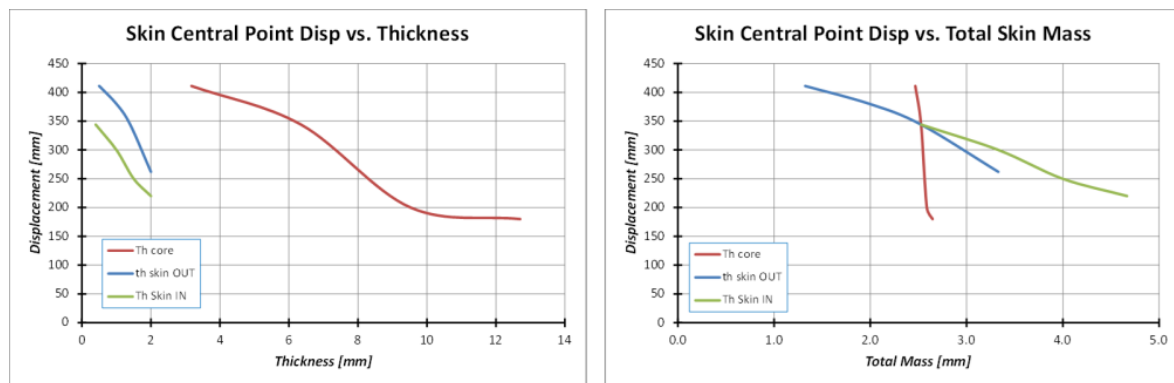 Skin Central Point Disp vs. Thickness
Displacement [mm]
450
400
350
300
250
200
150
100
50
0
Th core
th skin OUT
Th Skin IN
0 2 4 6 8 10 12 14
Thickness [mm]
Skin Central Point Disp vs. Total Skin Mass
Displacement [mm]
450
400
350
300
250
200
150
100
50
0
Th core
th skin OUT
Th Skin IN
0.0 1.0 2.0 3.0 4.0 5.0
Total Mass [mm]